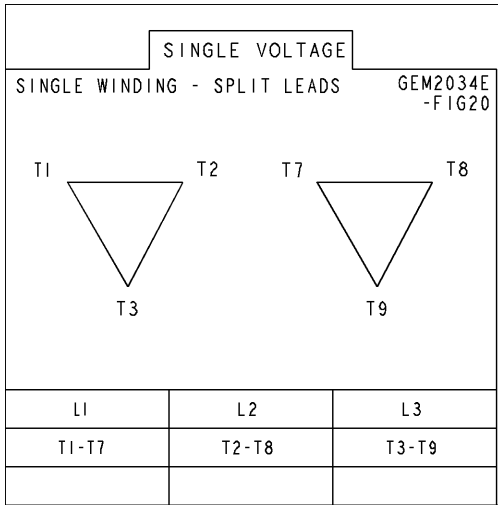 SINGLE VOLTAGE
SINGLE WINDING - SPLIT LEADS GEM2034E
-FIG20
T1 T2 T7 T8
T3 T9
L1 L2 L3
T1-T7 T2-T8 T3-T9